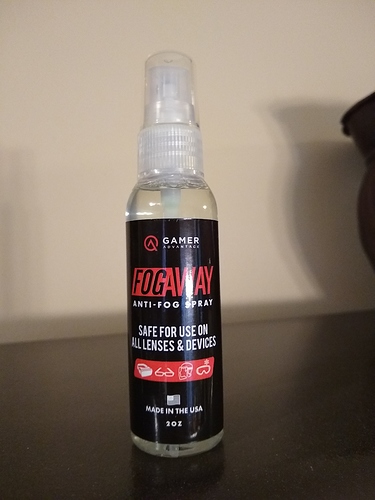 GAMER
ADVANTAGE
FOGAWAY
ANTI-FOG SPRAY
SAFE FOR USE ON
ALL LENSES & DEVICES
MADE IN THE USA
2OZ